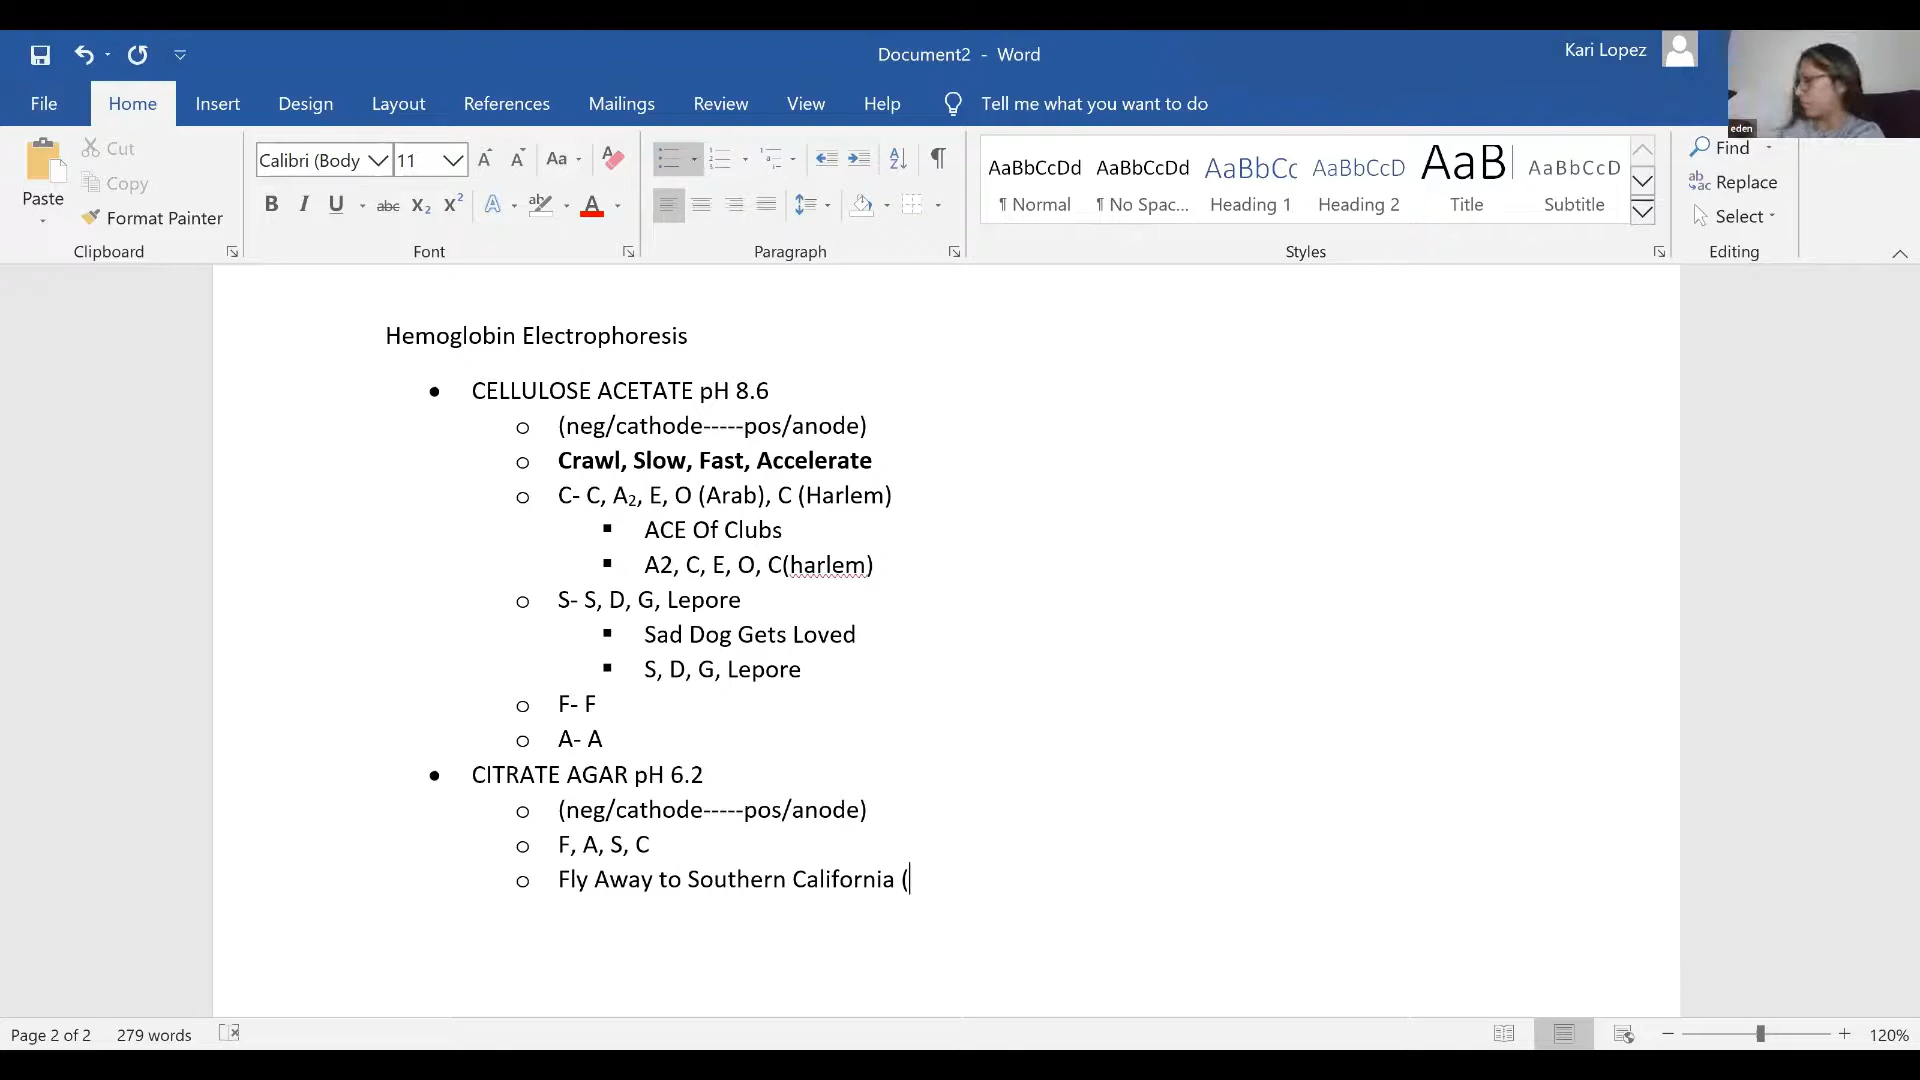 Document2 - Word
Kari Lopez
eden
File Home Insert Design Layout References Mailings Review View Help Tell me what you want to do
Paste
Cut
Copy
Format Painter
Clipboard
Calibri (Body 11
Font
Paragraph
AaBbCcDd AaBbCcDd AaBbCc AaBbCcD AaB AaBbCcD
¶ Normal ¶ No Spac... Heading 1 Heading 2 Title Subtitle
Styles
Find
Replace
Select
Editing
Hemoglobin Electrophoresis
• CELLULOSE ACETATE pH 8.6
o (neg/cathode-----pos/anode)
o Crawl, Slow, Fast, Accelerate
o C- C, A₂, E, O (Arab), C (Harlem)
▪ ACE Of Clubs
▪ A2, C, E, O, C(harlem)
o S- S, D, G, Lepore
▪ Sad Dog Gets Loved
▪ S, D, G, Lepore
o F- F
o A- A
• CITRATE AGAR pH 6.2
o (neg/cathode-----pos/anode)
o F, A, S, C
o Fly Away to Southern California (
Page 2 of 2 279 words
120%